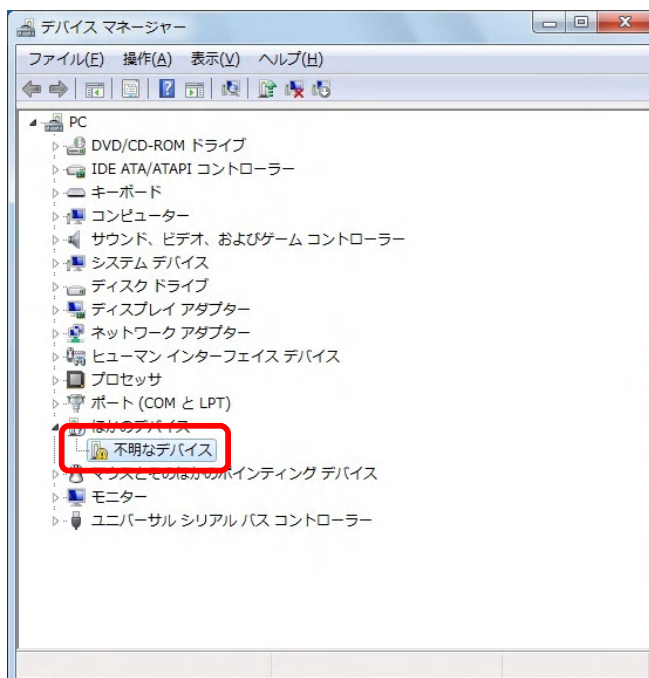 デバイス マネージャー
ファイル(F) 操作(A) 表示(V) ヘルプ(H)
PC
DVD/CD-ROM ドライブ
IDE ATA/ATAPI コントローラー
キーボード
コンピューター
サウンド、ビデオ、およびゲーム コントローラー
システム デバイス
ディスク ドライブ
ディスプレイ アダプター
ネットワーク アダプター
ヒューマン インターフェイス デバイス
プロセッサ
ポート (COM と LPT)
ほかのデバイス
不明なデバイス
マウスとそのほかのポインティング デバイス
モニター
ユニバーサル シリアル バス コントローラー